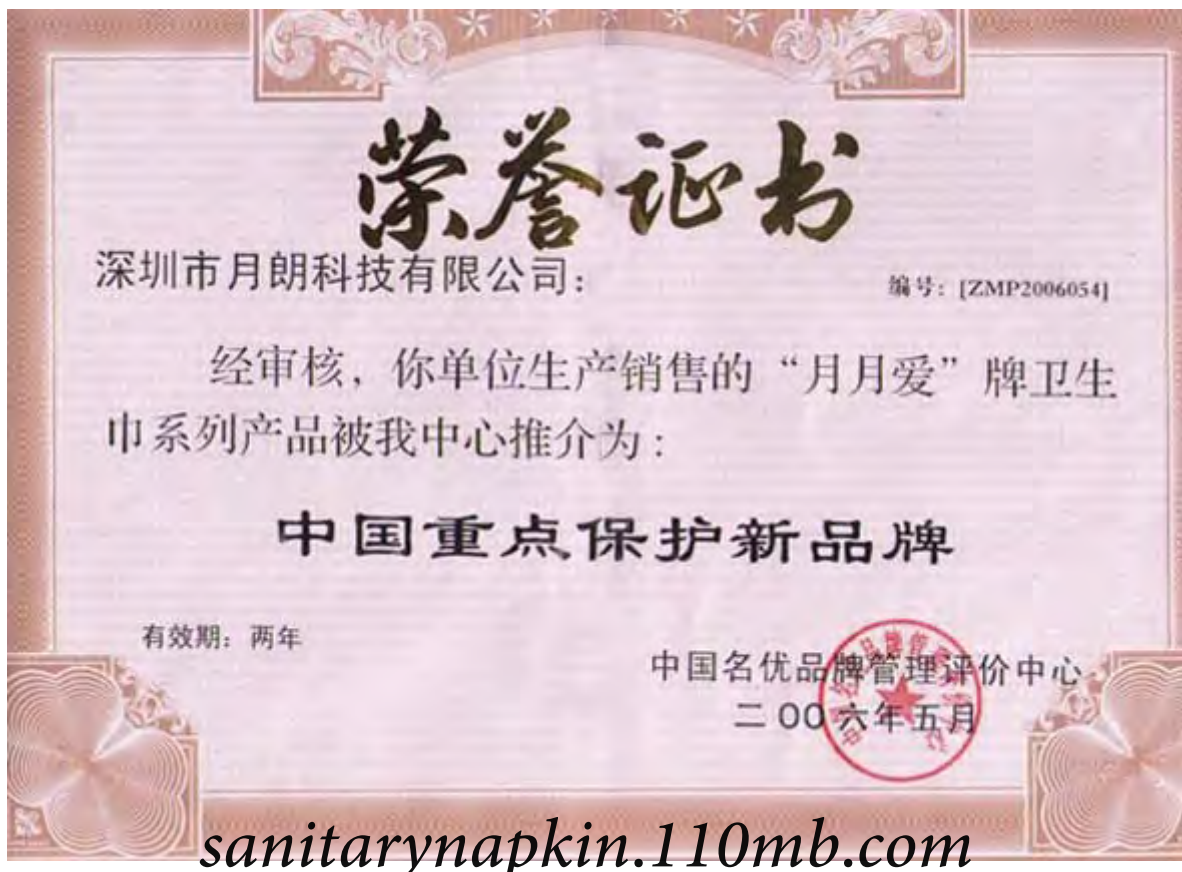 荣誉证书
深圳市月朗科技有限公司:
编号: [ZMP2006054]
经审核, 你单位生产销售的“月月爱”牌卫生
巾系列产品被我中心推介为:
中国重点保护新品牌
有效期: 两年
中国名优品牌管理评价中心
二00六年五月
sanitarynapkin.110mb.com